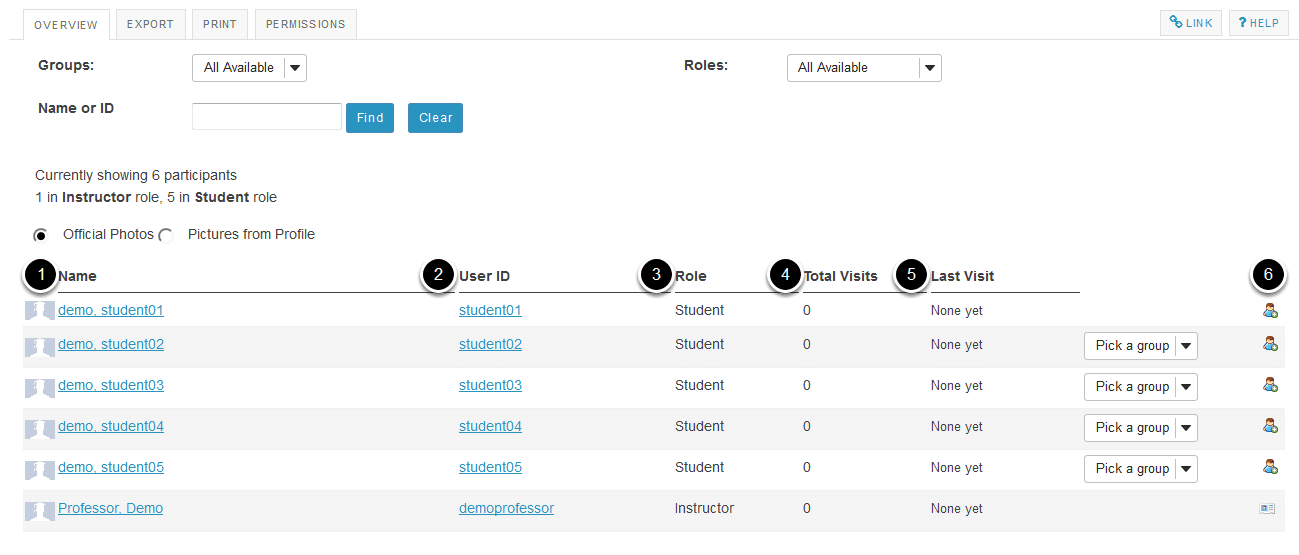 OVERVIEW EXPORT PRINT PERMISSIONS LINK ? HELP
Groups: All Available Roles: All Available
Name or ID Find Clear
Currently showing 6 participants
1 in Instructor role, 5 in Student role
Official Photos Pictures from Profile
1 Name 2 User ID 3 Role 4 Total Visits 5 Last Visit 6
demo, student01 student01 Student 0 None yet
demo, student02 student02 Student 0 None yet Pick a group
demo, student03 student03 Student 0 None yet Pick a group
demo, student04 student04 Student 0 None yet Pick a group
demo, student05 student05 Student 0 None yet Pick a group
Professor, Demo demoprofessor Instructor 0 None yet